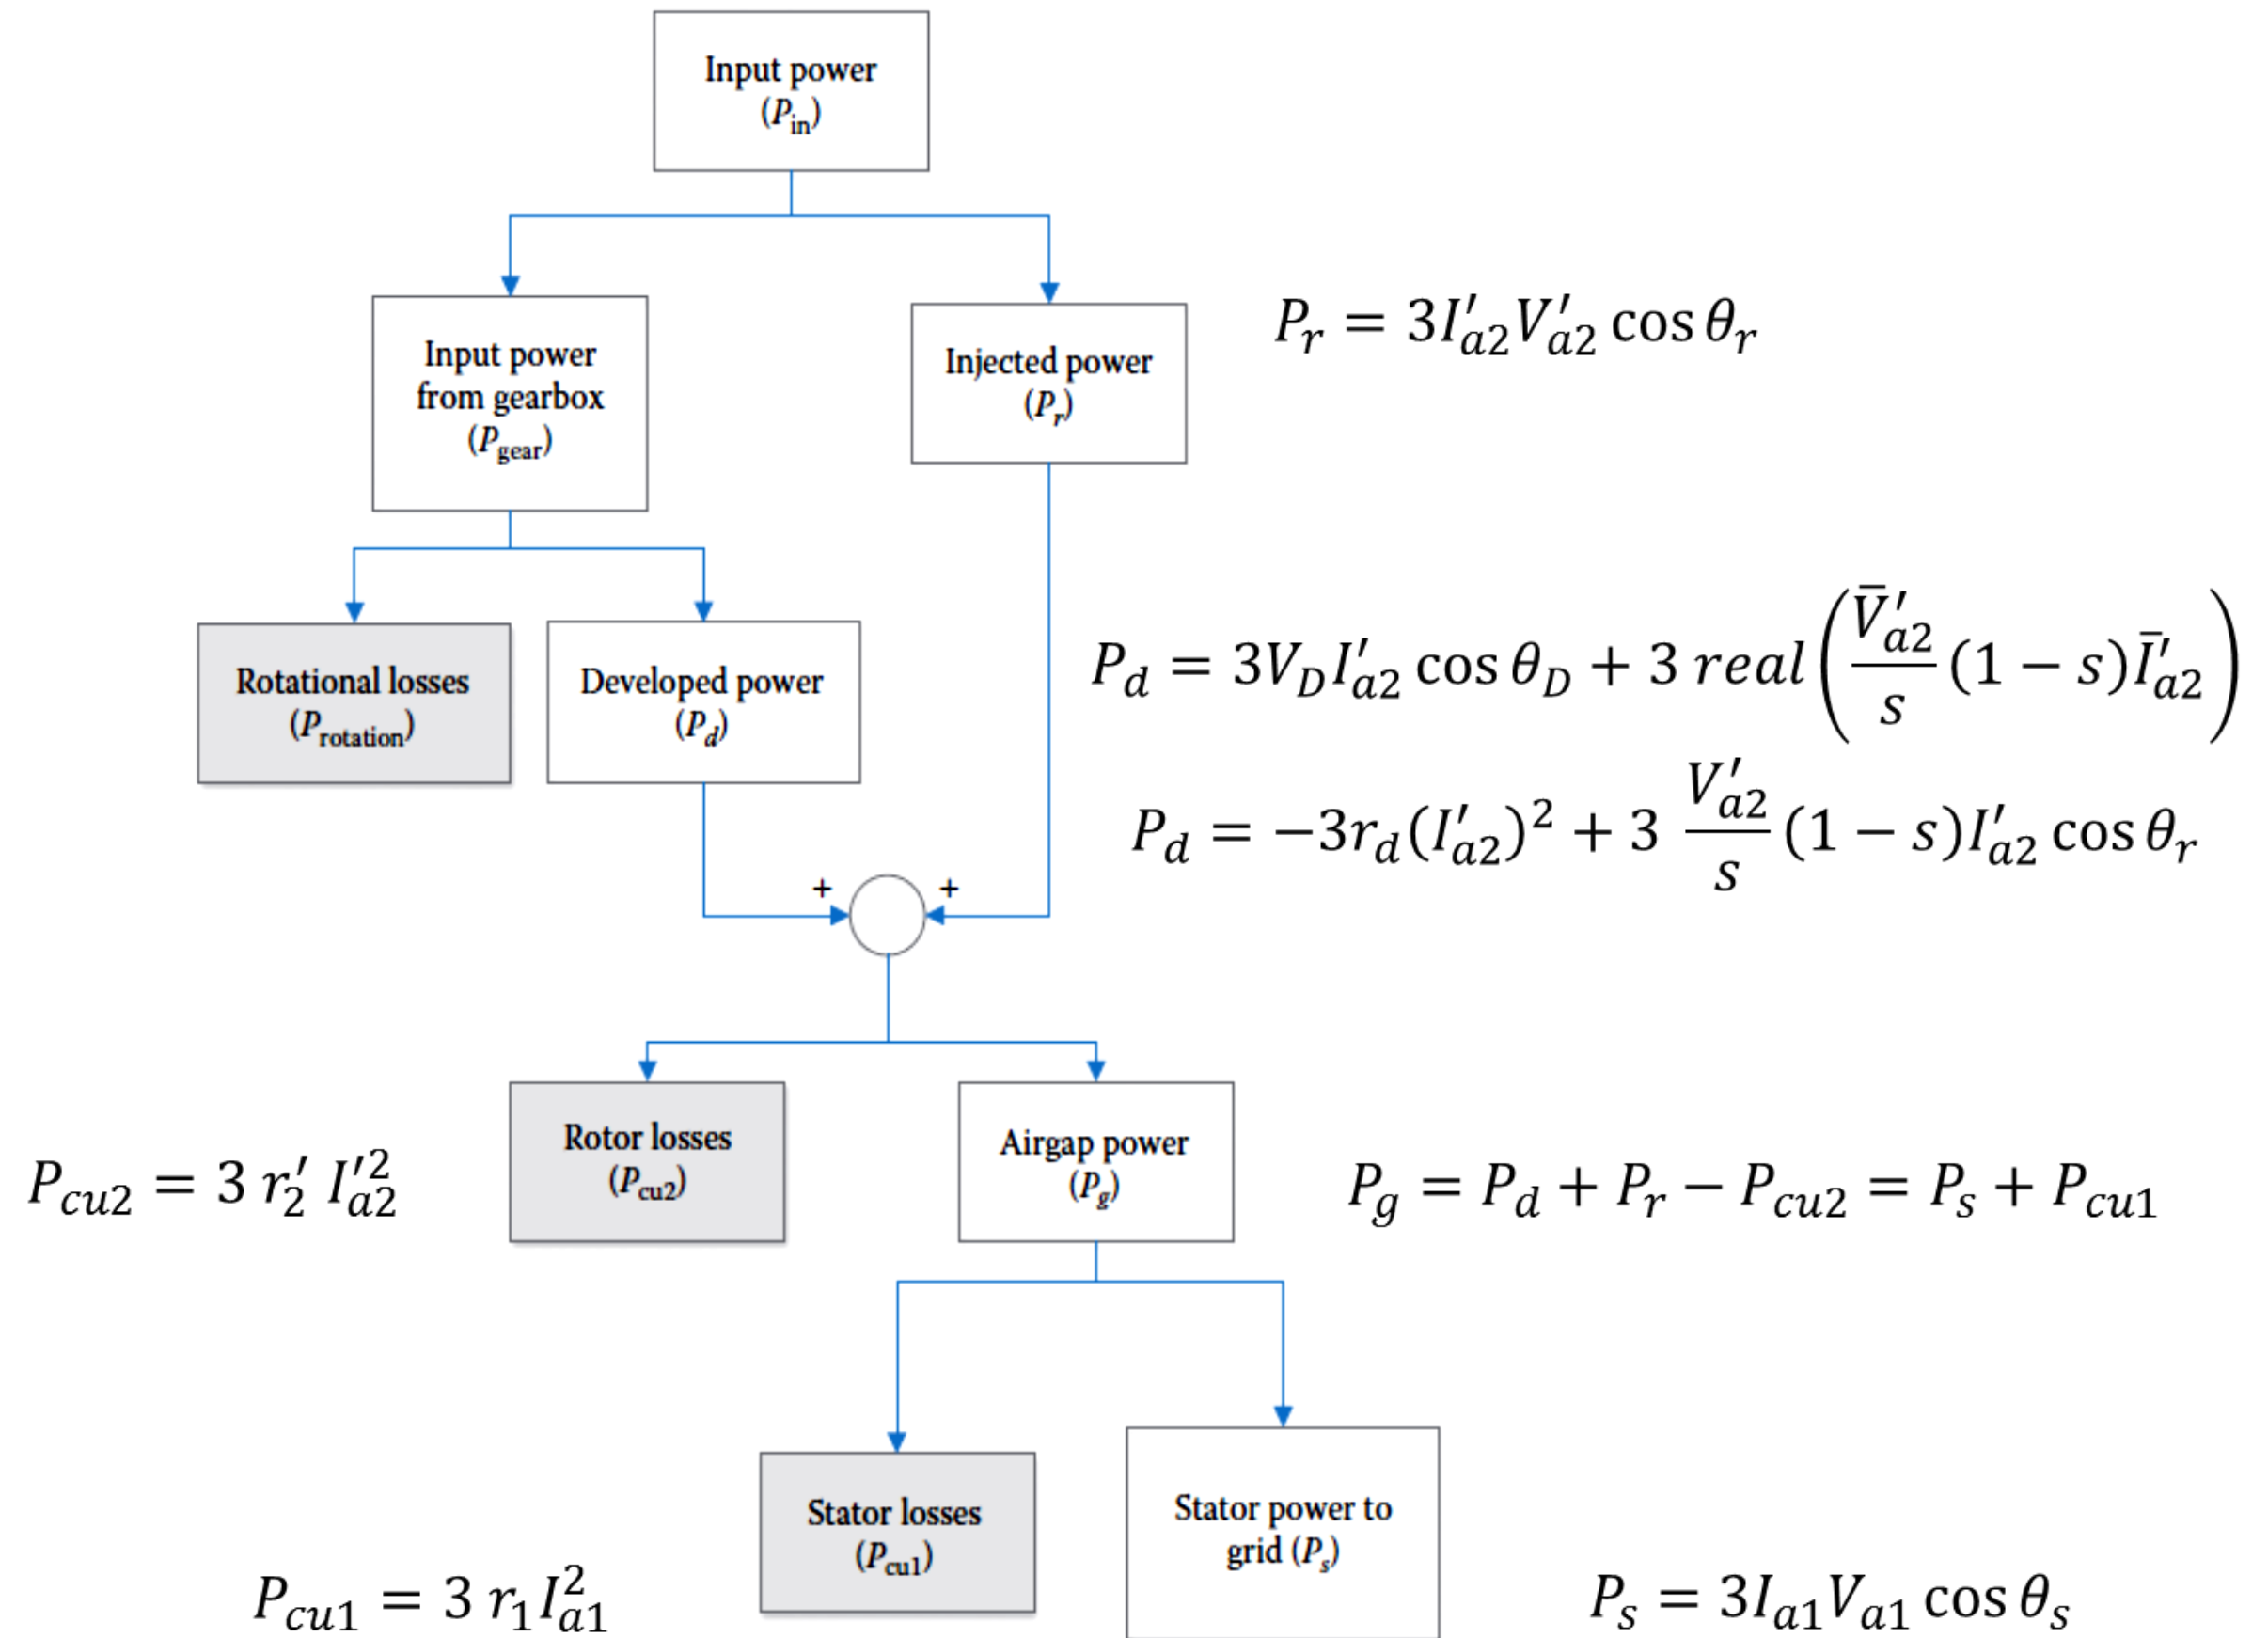 Input power
(P_in)
Input power
from gearbox
(P_gear)
Injected power
(P_r)
P_r = 3I′_a2 V′_a2 cos θ_r
Rotational losses
(P_rotation)
Developed power
(P_d)
P_d = 3V_D I′_a2 cos θ_D + 3 real(V̄′_a2/s (1 − s) Ī′_a2)
P_d = −3r_d(I′_a2)² + 3 V′_a2/s (1 − s)I′_a2 cos θ_r
+ +
P_cu2 = 3 r′_2 I′²_a2
Rotor losses
(P_cu2)
Airgap power
(P_g)
P_g = P_d + P_r − P_cu2 = P_s + P_cu1
P_cu1 = 3 r_1 I²_a1
Stator losses
(P_cu1)
Stator power to
grid (P_s)
P_s = 3I_a1 V_a1 cos θ_s